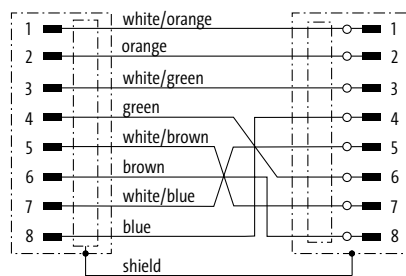 1 white/orange 1
2 orange 2
3 white/green 3
4 green 4
5 white/brown 5
6 brown 6
7 white/blue 7
8 blue 8
shield